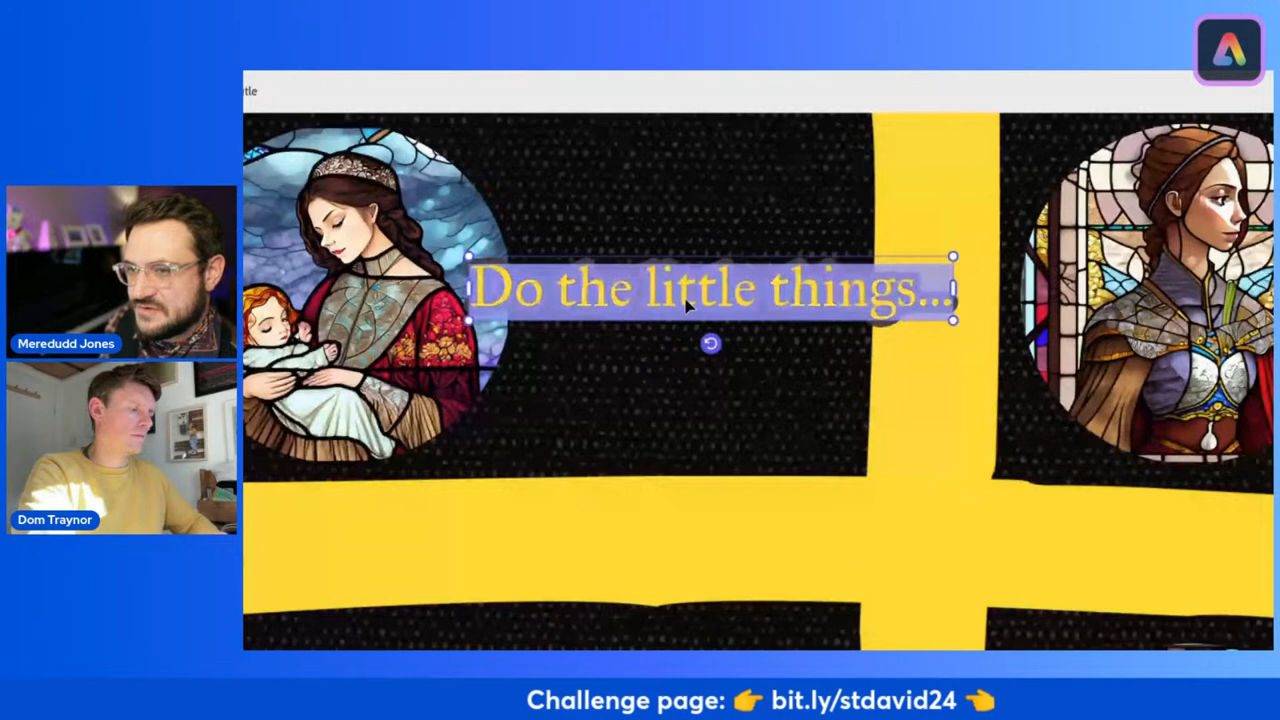 tle
Do the little things...
Meredudd Jones
Dom Traynor
Challenge page: 👉 bit.ly/stdavid24 👈